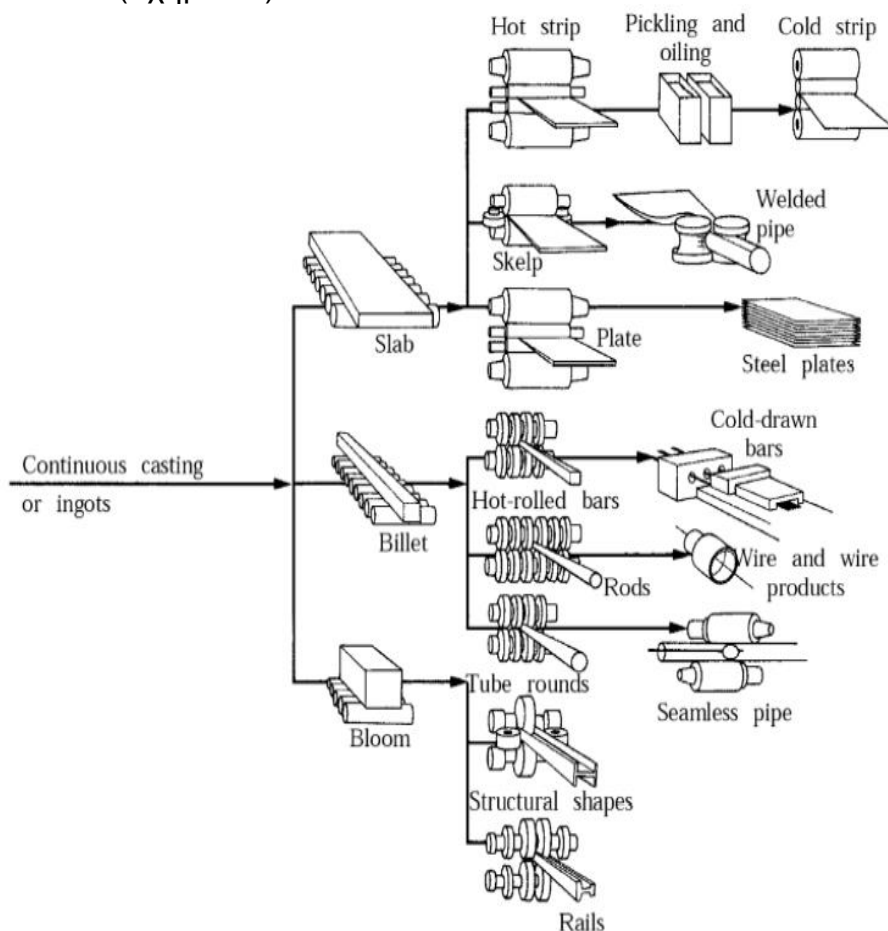 Hot strip
Pickling and
oiling
Cold strip
Skelp
Welded
pipe
Slab
Plate
Steel plates
Continuous casting
or ingots
Billet
Hot-rolled bars
Cold-drawn
bars
Rods
Wire and wire
products
Tube rounds
Seamless pipe
Bloom
Structural shapes
Rails